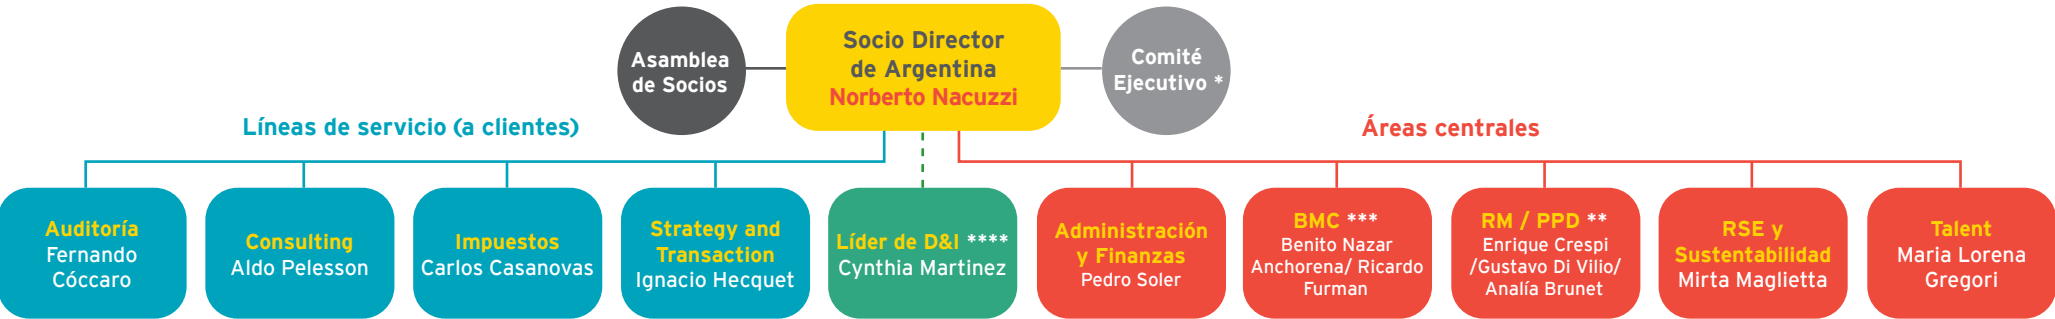 Asamblea
de Socios
Socio Director
de Argentina
Norberto Nacuzzi
Comité
Ejecutivo *
Líneas de servicio (a clientes)
Áreas centrales
Auditoría
Fernando
Cóccaro
Consulting
Aldo Pelesson
Impuestos
Carlos Casanovas
Strategy and
Transaction
Ignacio Hecquet
Líder de D&I ****
Cynthia Martinez
Administración
y Finanzas
Pedro Soler
BMC ***
Benito Nazar
Anchorena/ Ricardo
Furman
RM / PPD **
Enrique Crespi
/Gustavo Di Vilio/
Analía Brunet
RSE y
Sustentabilidad
Mirta Maglietta
Talent
Maria Lorena
Gregori